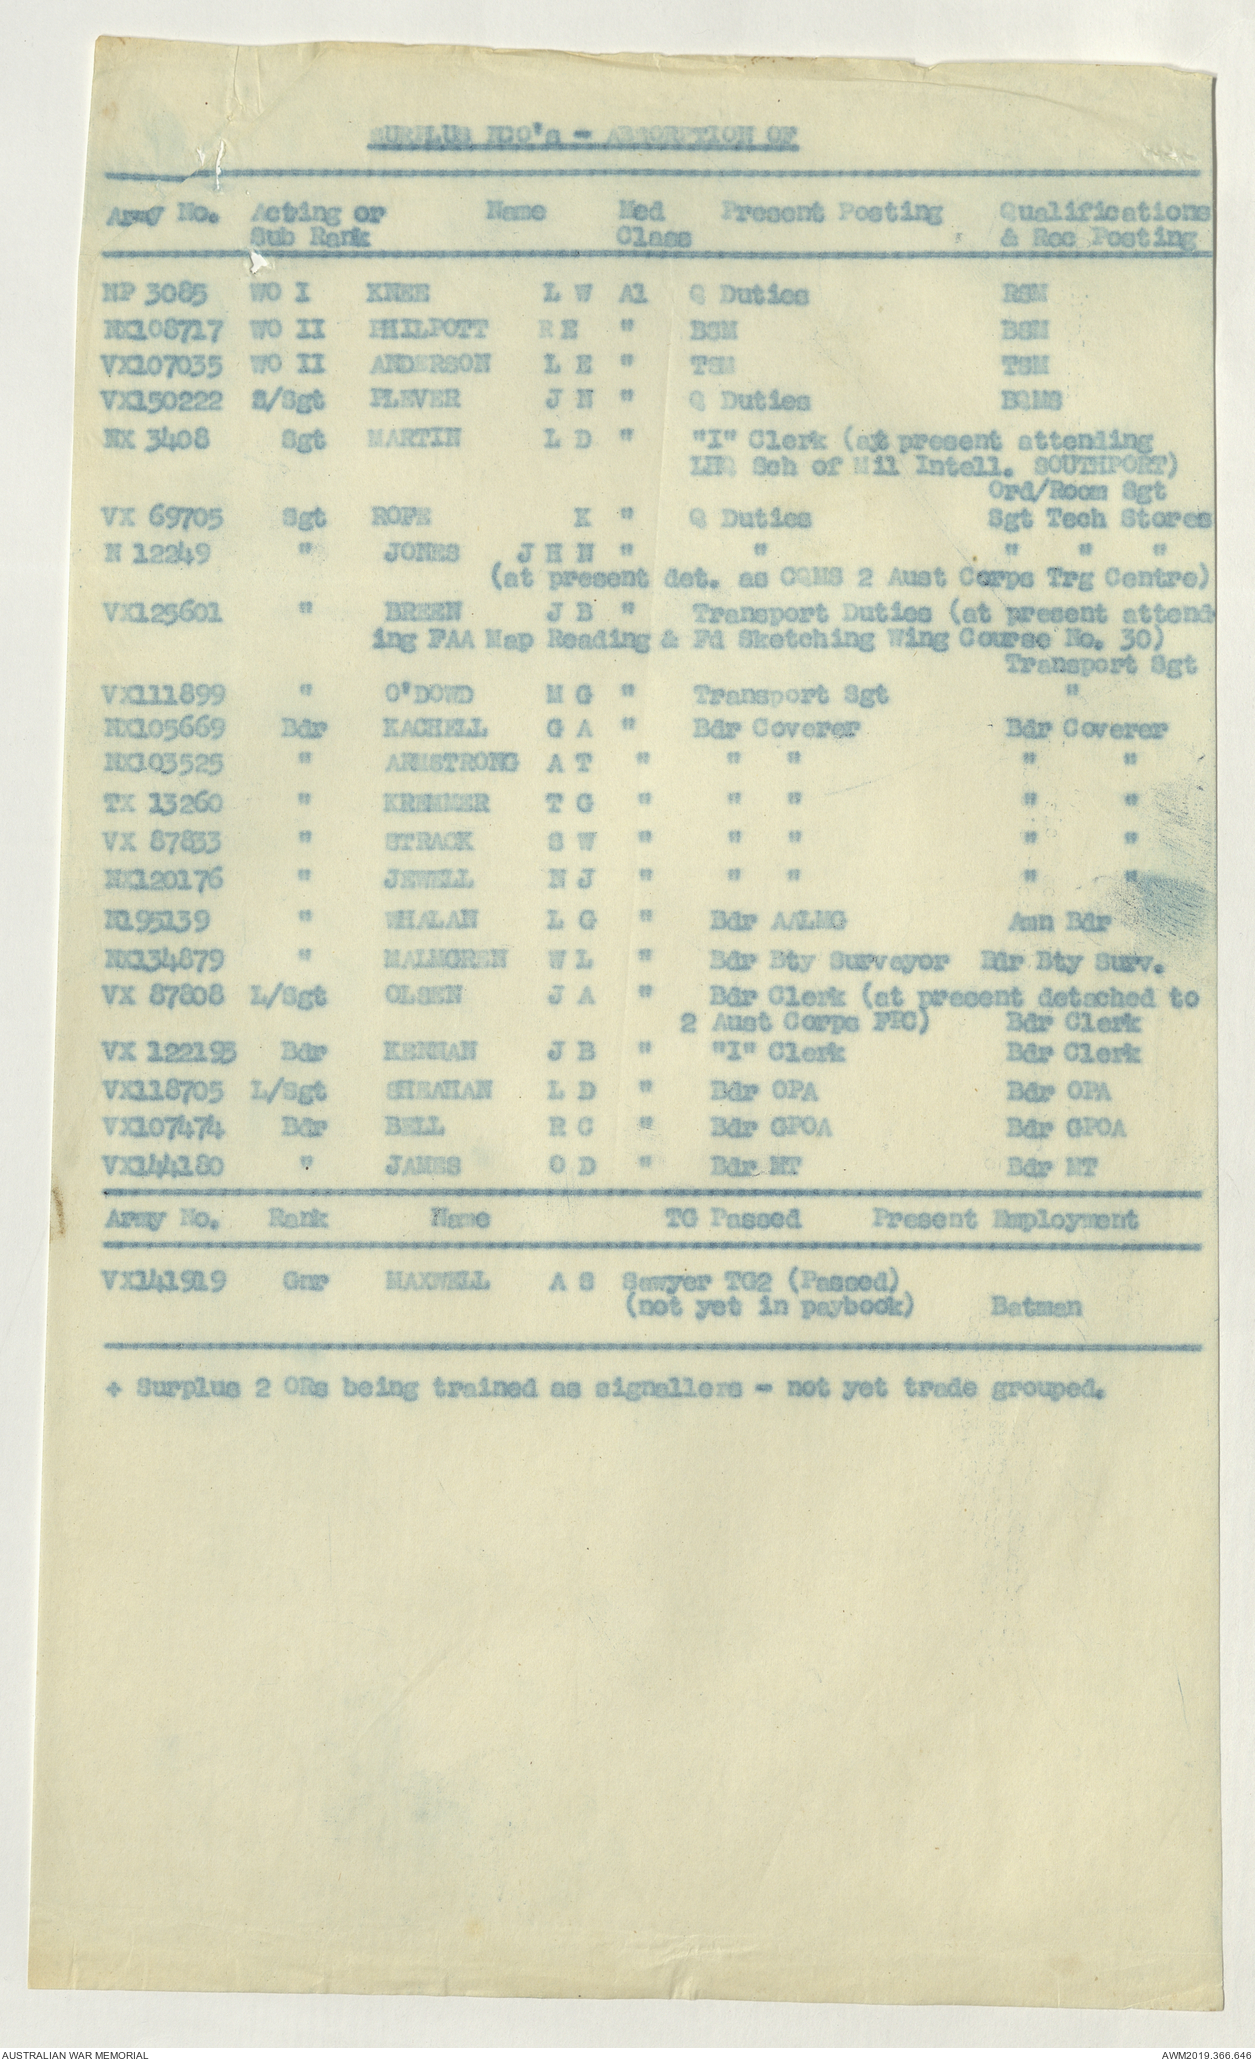 SURPLUS NCO's - ABSORPTION OF
Army No. Acting or Name Med Present Posting Qualifications
Sub Rank Class & Rec Posting
NP 3085 WO I KNEE L W A1 Q Duties RSM
NX108717 WO II PHILPOTT R E " BSM BSM
VX107035 WO II ANDERSON L E " TSM TSM
VX150222 S/Sgt PLEVER J N " Q Duties BQMS
NX 3408 Sgt MARTIN L D " "I" Clerk (at present attending
LHQ Sch of Mil Intell. SOUTHPORT)
Ord/Room Sgt
VX 69705 Sgt ROPE K " Q Duties Sgt Tech Stores
N 12249 " JONES J H N " " " " "
(at present det. as CQMS 2 Aust Corps Trg Centre)
VX125601 " BREEN J B " Transport Duties (at present attend-
ing FAA Map Reading & Fd Sketching Wing Course No. 30)
Transport Sgt
VX111899 " O'DOWD M G " Transport Sgt "
NX105669 Bdr KACHELL G A " Bdr Coverer Bdr Coverer
NX103525 " ARMSTRONG A T " " " " "
TX 13260 " KREMMER T G " " " " "
VX 87833 " STRACK S W " " " " "
NX120176 " JEWELL N J " " " " "
N195139 " WHALAN L G " Bdr AALMG Amn Bdr
NX134879 " MALMGREN W L " Bdr Bty Surveyor Bdr Bty Surv.
VX 87808 L/Sgt OLSEN J A " Bdr Clerk (at present detached to
2 Aust Corps FPC) Bdr Clerk
VX 122193 Bdr KENNAN J B " "I" Clerk Bdr Clerk
VX118705 L/Sgt SHEAHAN L D " Bdr OPA Bdr OPA
VX107474 Bdr BELL R C " Bdr GPOA Bdr GPOA
VX144180 " JAMES O D " Bdr MT Bdr MT
Army No. Rank Name TG Passed Present Employment
VX141919 Gnr MAXWELL A S Sawyer TG2 (Passed)
(not yet in paybook) Batman
+ Surplus 2 ORs being trained as signallers - not yet trade grouped.
AUSTRALIAN WAR MEMORIAL AWM2019.366.646